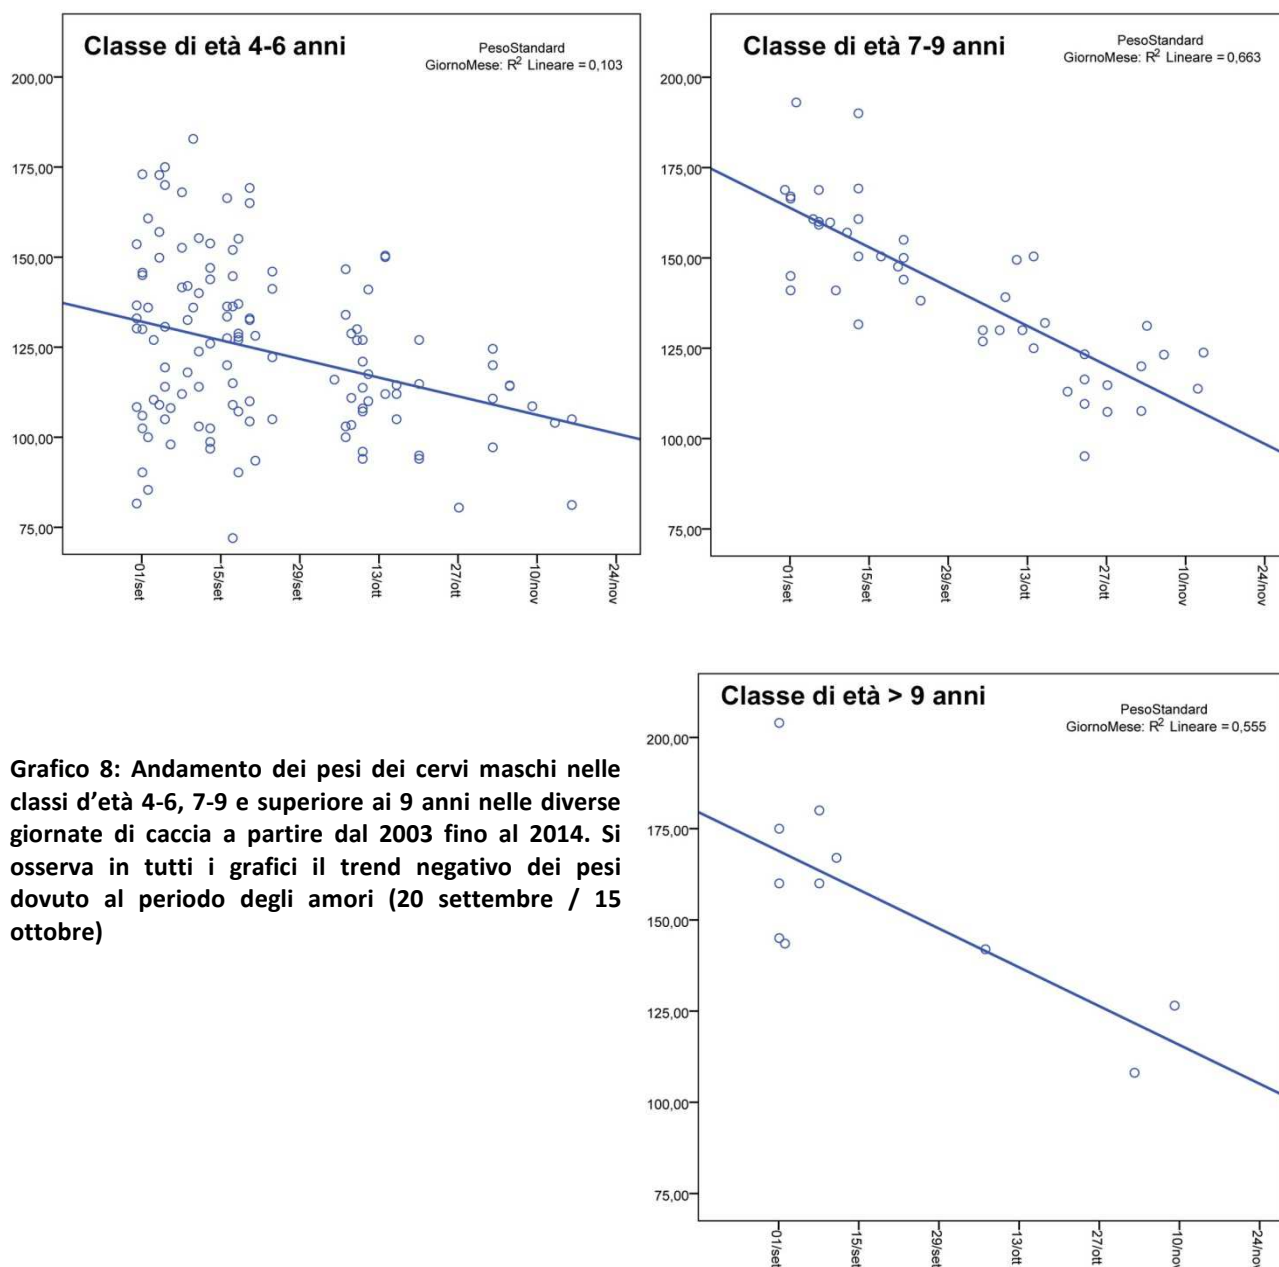 Classe di età 4-6 anni
PesoStandard
GiornoMese: R² Lineare = 0,103
200,00
175,00
150,00
125,00
100,00
75,00
01/set
15/set
29/set
13/ott
27/ott
10/nov
24/nov
Classe di età 7-9 anni
PesoStandard
GiornoMese: R² Lineare = 0,663
200,00
175,00
150,00
125,00
100,00
75,00
01/set
15/set
29/set
13/ott
27/ott
10/nov
24/nov
Grafico 8: Andamento dei pesi dei cervi maschi nelle
classi d’età 4-6, 7-9 e superiore ai 9 anni nelle diverse
giornate di caccia a partire dal 2003 fino al 2014. Si
osserva in tutti i grafici il trend negativo dei pesi
dovuto al periodo degli amori (20 settembre / 15
ottobre)
Classe di età > 9 anni
PesoStandard
GiornoMese: R² Lineare = 0,555
200,00
175,00
150,00
125,00
100,00
75,00
01/set
15/set
29/set
13/ott
27/ott
10/nov
24/nov